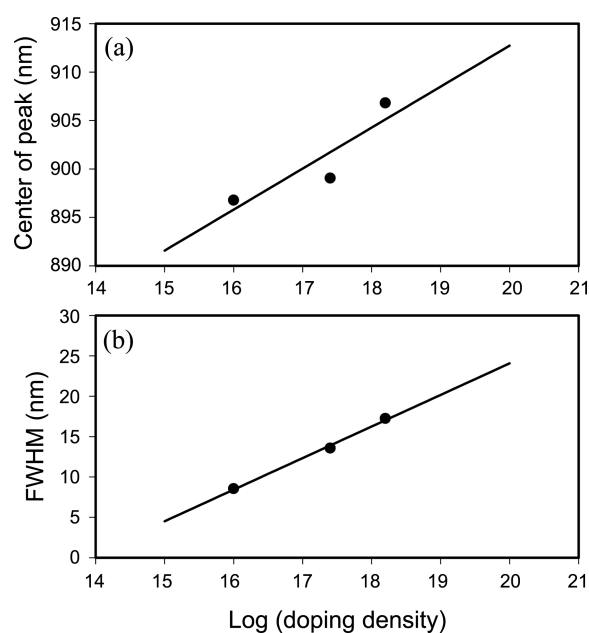 (a)
Center of peak (nm)
915
910
905
900
895
890
14 15 16 17 18 19 20 21
(b)
FWHM (nm)
30
25
20
15
10
5
0
14 15 16 17 18 19 20 21
Log (doping density)